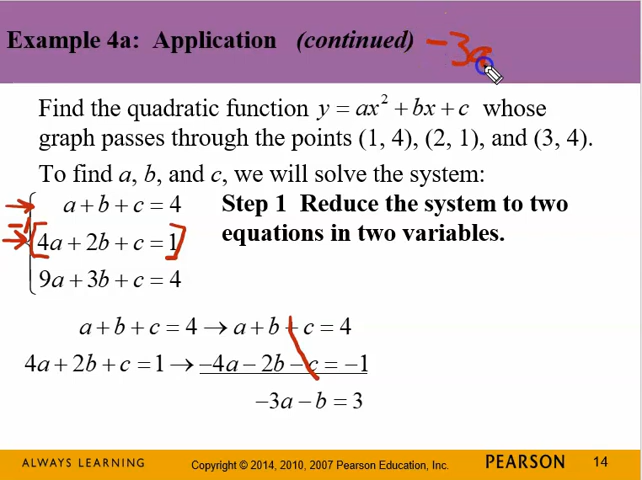 Example 4a: Application (continued) -3a
Find the quadratic function y = ax² + bx + c whose
graph passes through the points (1, 4), (2, 1), and (3, 4).
To find a, b, and c, we will solve the system:
a + b + c = 4 Step 1 Reduce the system to two
4a + 2b + c = 1 equations in two variables.
9a + 3b + c = 4
a + b + c = 4 → a + b + c = 4
4a + 2b + c = 1 → −4a − 2b − c = −1
−3a − b = 3
ALWAYS LEARNING Copyright © 2014, 2010, 2007 Pearson Education, Inc. PEARSON 14